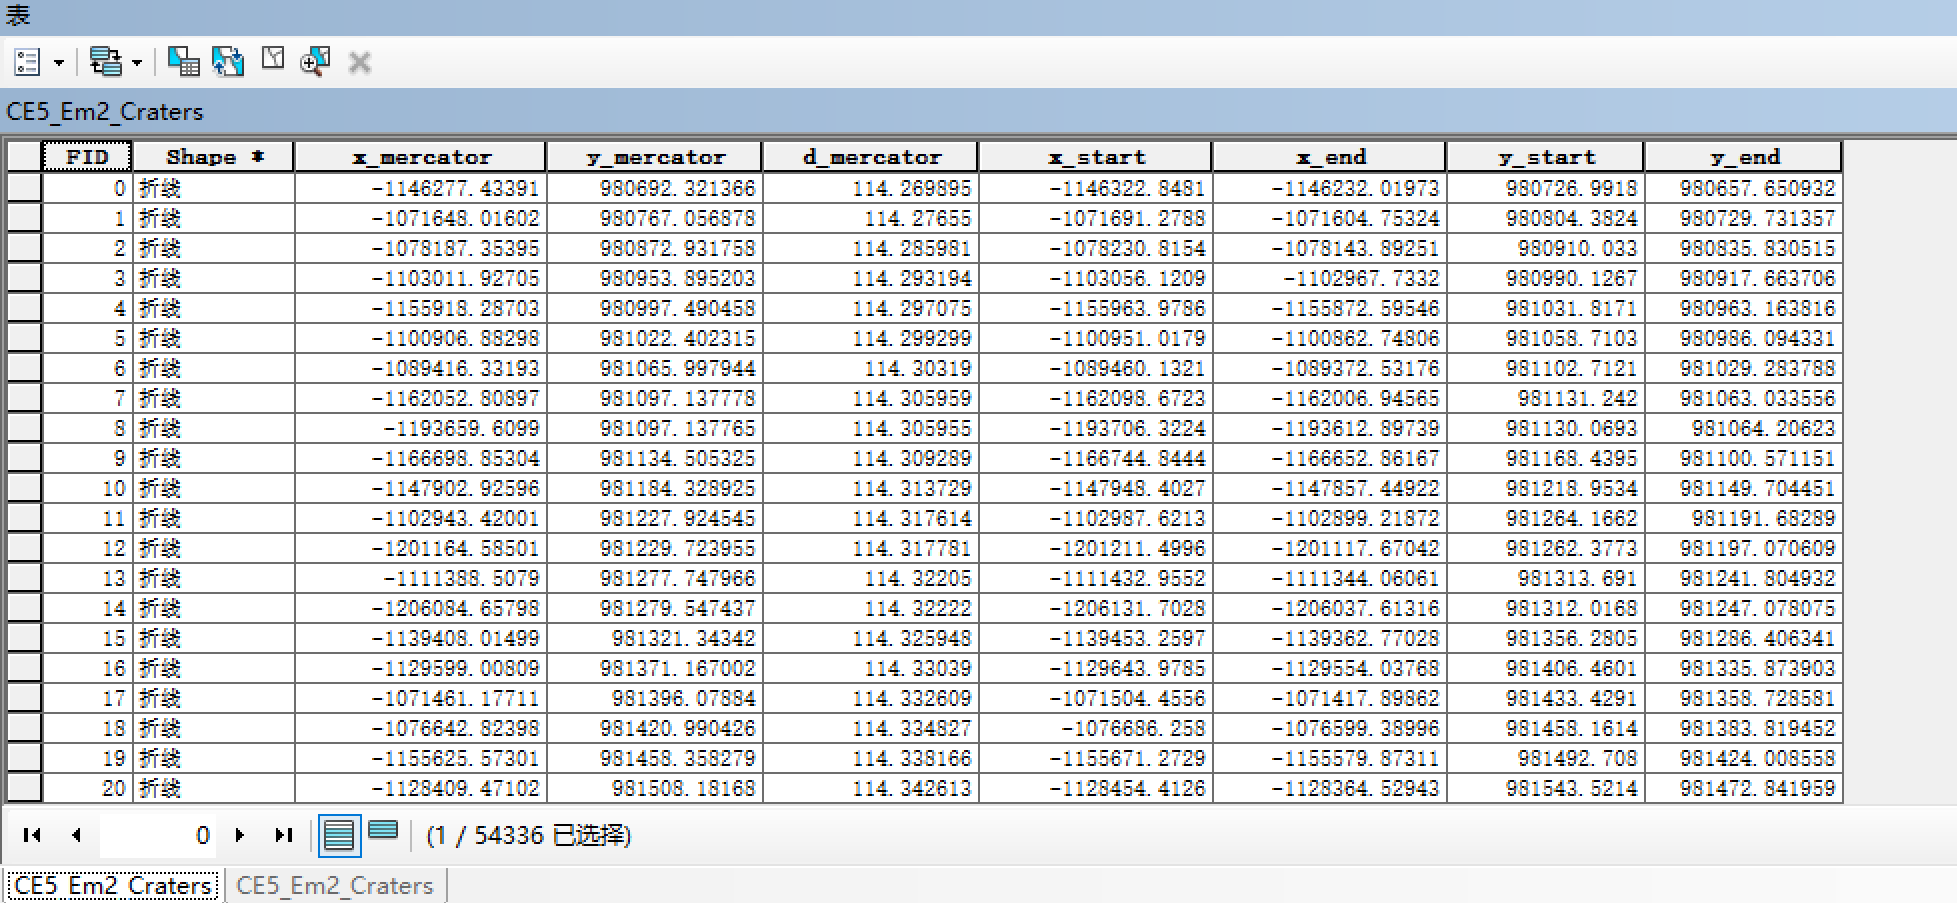 表
CE5_Em2_Craters
FID Shape * x_mercator y_mercator d_mercator x_start x_end y_start y_end
0 折线 -1146277.43391 980692.321366 114.269895 -1146322.8481 -1146232.01973 980726.9918 980657.650932
1 折线 -1071648.01602 980767.056878 114.27655 -1071691.2788 -1071604.75324 980804.3824 980729.731357
2 折线 -1078187.35395 980872.931758 114.285981 -1078230.8154 -1078143.89251 980910.033 980835.830515
3 折线 -1103011.92705 980953.895203 114.293194 -1103056.1209 -1102967.7332 980990.1267 980917.663706
4 折线 -1155918.28703 980997.490458 114.297075 -1155963.9786 -1155872.59546 981031.8171 980963.163816
5 折线 -1100906.88298 981022.402315 114.299299 -1100951.0179 -1100862.74806 981058.7103 980986.094331
6 折线 -1089416.33193 981065.997944 114.30319 -1089460.1321 -1089372.53176 981102.7121 981029.283788
7 折线 -1162052.80897 981097.137778 114.305959 -1162098.6723 -1162006.94565 981131.242 981063.033556
8 折线 -1193659.6099 981097.137765 114.305955 -1193706.3224 -1193612.89739 981130.0693 981064.20623
9 折线 -1166698.85304 981134.505325 114.309289 -1166744.8444 -1166652.86167 981168.4395 981100.571151
10 折线 -1147902.92596 981184.328925 114.313729 -1147948.4027 -1147857.44922 981218.9534 981149.704451
11 折线 -1102943.42001 981227.924545 114.317614 -1102987.6213 -1102899.21872 981264.1662 981191.68289
12 折线 -1201164.58501 981229.723955 114.317781 -1201211.4996 -1201117.67042 981262.3773 981197.070609
13 折线 -1111388.5079 981277.747966 114.32205 -1111432.9552 -1111344.06061 981313.691 981241.804932
14 折线 -1206084.65798 981279.547437 114.32222 -1206131.7028 -1206037.61316 981312.0168 981247.078075
15 折线 -1139408.01499 981321.34342 114.325948 -1139453.2597 -1139362.77028 981356.2805 981286.406341
16 折线 -1129599.00809 981371.167002 114.33039 -1129643.9785 -1129554.03768 981406.4601 981335.873903
17 折线 -1071461.17711 981396.07884 114.332609 -1071504.4556 -1071417.89862 981433.4291 981358.728581
18 折线 -1076642.82398 981420.990426 114.334827 -1076686.258 -1076599.38996 981458.1614 981383.819452
19 折线 -1155625.57301 981458.358279 114.338166 -1155671.2729 -1155579.87311 981492.708 981424.008558
20 折线 -1128409.47102 981508.18168 114.342613 -1128454.4126 -1128364.52943 981543.5214 981472.841959
0 (1 / 54336 已选择)
CE5_Em2_Craters CE5_Em2_Craters